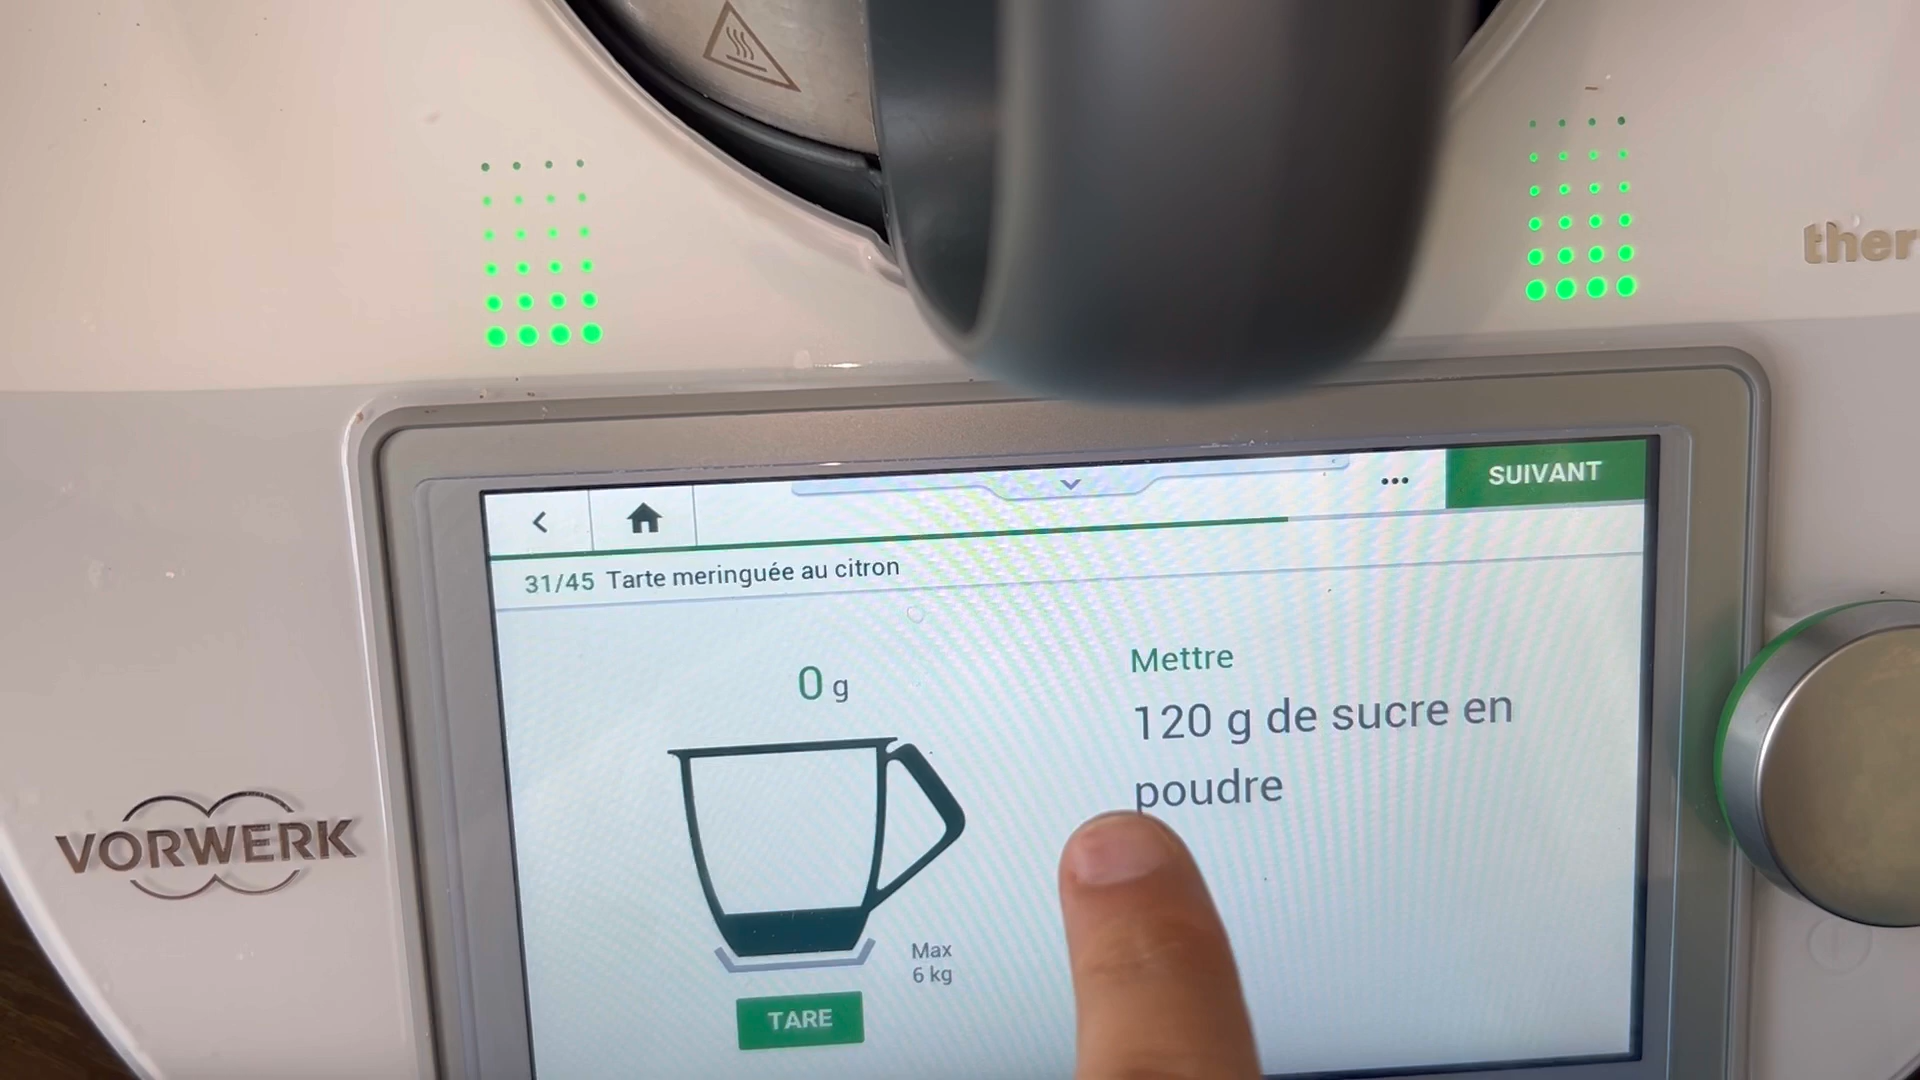 ther
SUIVANT
31/45 Tarte meringuée au citron
0 g
Mettre
120 g de sucre en
poudre
VORWERK
Max
6 kg
TARE